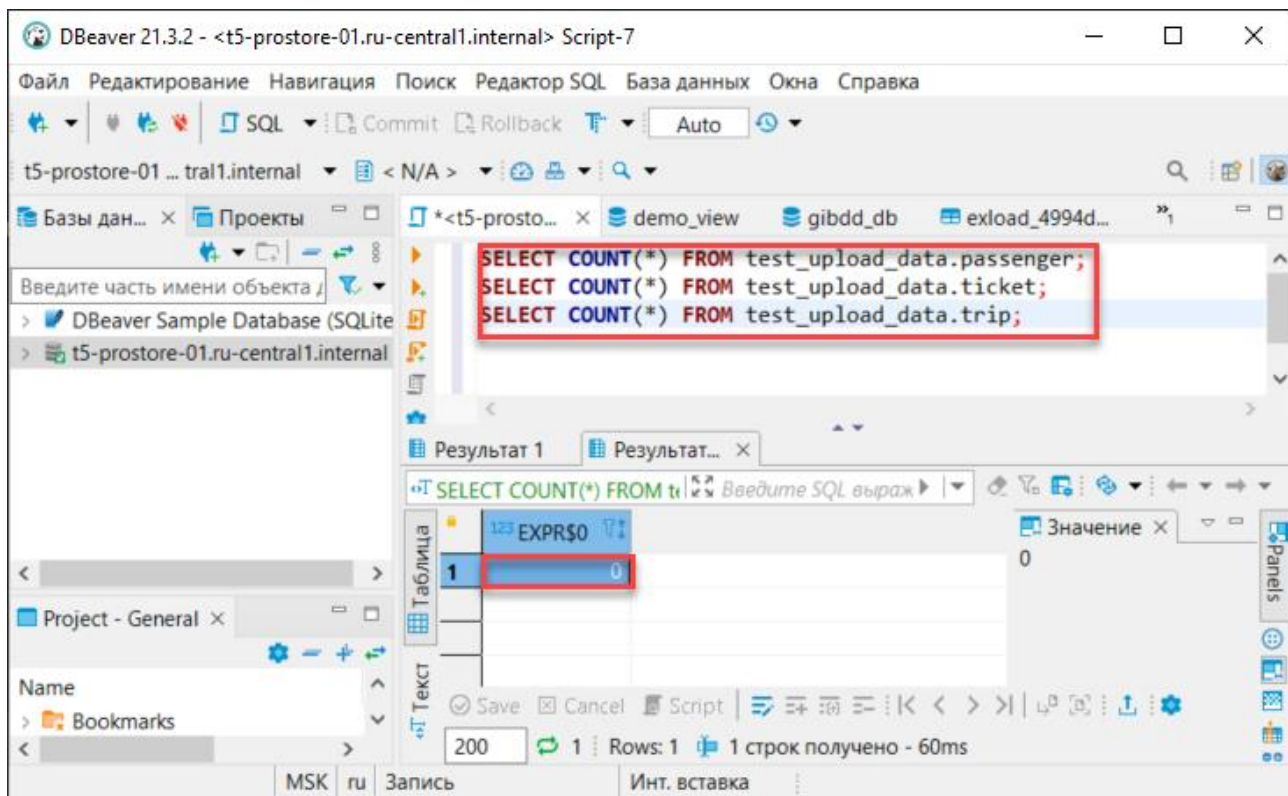 DBeaver 21.3.2 - <t5-prostore-01.ru-central1.internal> Script-7
Файл Редактирование Навигация Поиск Редактор SQL База данных Окна Справка
SQL Commit Rollback Auto
t5-prostore-01 ... tral1.internal < N/A >
Базы дан... Проекты
*<t5-prosto... demo_view gibdd_db exload_4994d... »1
Введите часть имени объекта
DBeaver Sample Database (SQLite
t5-prostore-01.ru-central1.internal
SELECT COUNT(*) FROM test_upload_data.passenger;
SELECT COUNT(*) FROM test_upload_data.ticket;
SELECT COUNT(*) FROM test_upload_data.trip;
Результат 1 Результат...
SELECT COUNT(*) FROM te Введите SQL выраж
Таблица
Текст
123 EXPR$0
1 0
Значение
0
Panels
Project - General
Name
Bookmarks
Save Cancel Script
200 1 Rows: 1 1 строк получено - 60ms
MSK ru Запись Инт. вставка